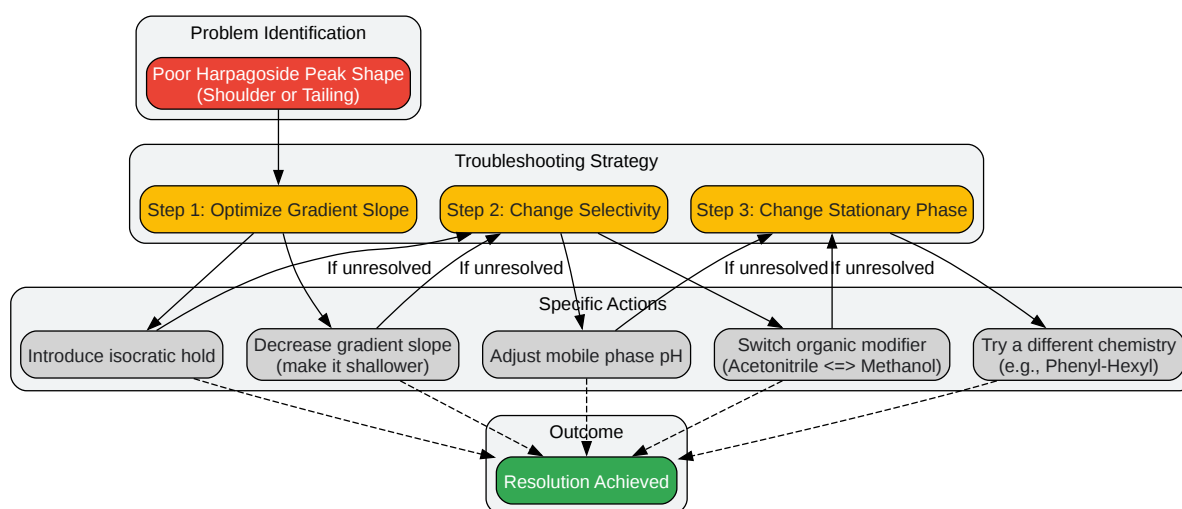 Problem Identification
Poor Harpagoside Peak Shape
(Shoulder or Tailing)
Troubleshooting Strategy
Step 1: Optimize Gradient Slope
Step 2: Change Selectivity
Step 3: Change Stationary Phase
If unresolved
If unresolved
If unresolved
If unresolved
Specific Actions
Introduce isocratic hold
Decrease gradient slope
(make it shallower)
Adjust mobile phase pH
Switch organic modifier
(Acetonitrile <=> Methanol)
Try a different chemistry
(e.g., Phenyl-Hexyl)
Outcome
Resolution Achieved